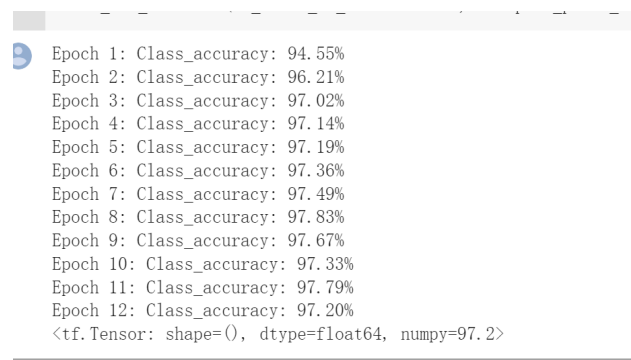 Epoch 1: Class_accuracy: 94.55%
Epoch 2: Class_accuracy: 96.21%
Epoch 3: Class_accuracy: 97.02%
Epoch 4: Class_accuracy: 97.14%
Epoch 5: Class_accuracy: 97.19%
Epoch 6: Class_accuracy: 97.36%
Epoch 7: Class_accuracy: 97.49%
Epoch 8: Class_accuracy: 97.83%
Epoch 9: Class_accuracy: 97.67%
Epoch 10: Class_accuracy: 97.33%
Epoch 11: Class_accuracy: 97.79%
Epoch 12: Class_accuracy: 97.20%
<tf.Tensor: shape=(), dtype=float64, numpy=97.2>